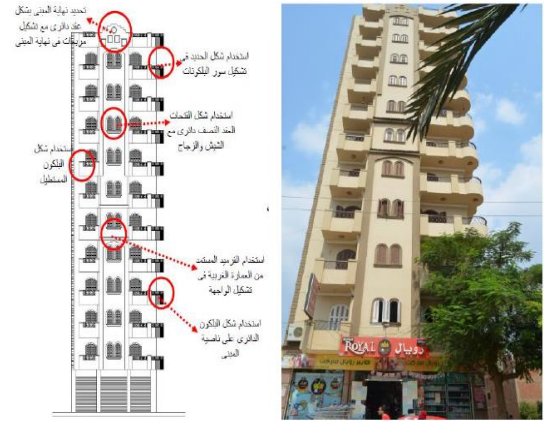 تحديد نهاية المبنى بشكل
عقد دائرى مع تشكيل
مربعات فى نهاية المبنى
استخدام شكل الحديد فى
تشكيل سور البلكونات
استخدام شكل الفتحات
العقد النصف دائرى مع
الشيش والزجاج
استخدام شكل
البلكون
المستطيل
استخدام الترميد المستمد
من العمارة الغربية فى
تشكيل الواجهة
استخدام شكل البلكون
الدائرى على ناصية
المبنى
ROYAL رويال